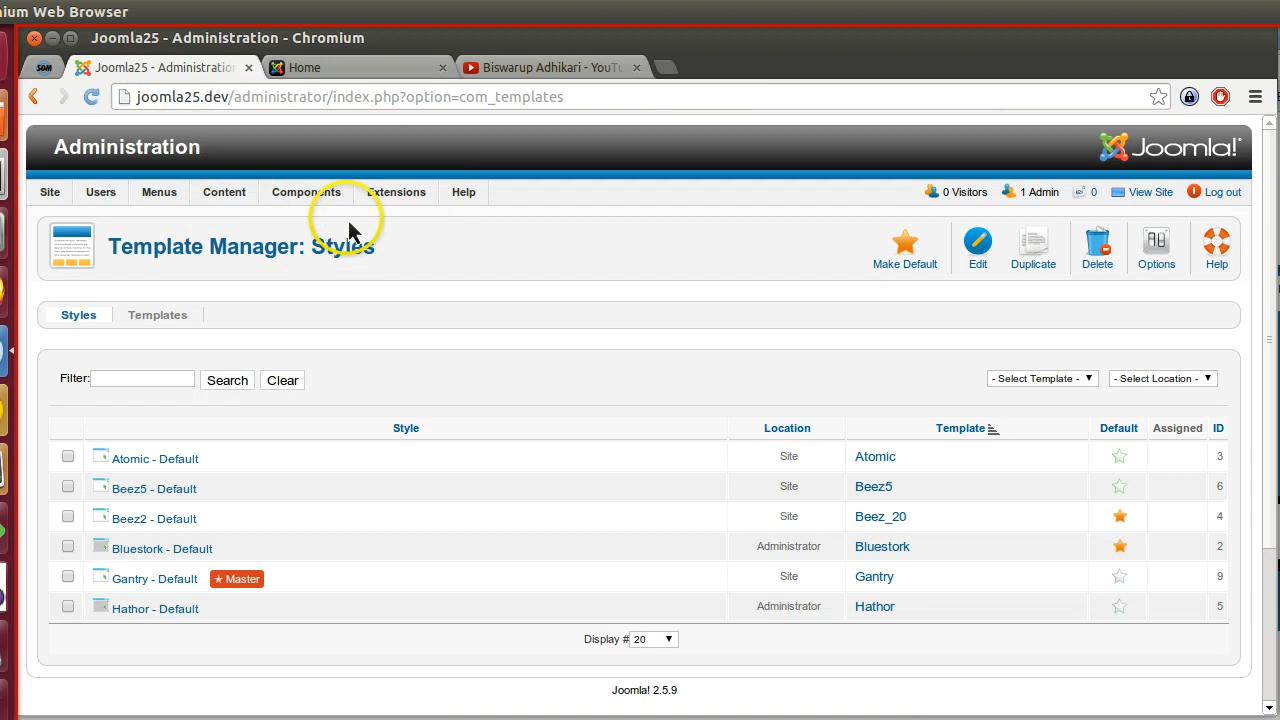 ium Web Browser
Joomla25 - Administration - Chromium
SDM
Joomla25 - Administration
Home
Biswarup Adhikari - YouTu
joomla25.dev/administrator/index.php?option=com_templates
Administration
Joomla!
Site Users Menus Content Components Extensions Help
0 Visitors 1 Admin 0 View Site Log out
Template Manager: Styles
Make Default Edit Duplicate Delete Options Help
Styles Templates
Filter: Search Clear - Select Template - - Select Location -
Style Location Template Default Assigned ID
Atomic - Default Site Atomic 3
Beez5 - Default Site Beez5 6
Beez2 - Default Site Beez_20 4
Bluestork - Default Administrator Bluestork 2
Gantry - Default Master Site Gantry 9
Hathor - Default Administrator Hathor 5
Display # 20
Joomla! 2.5.9